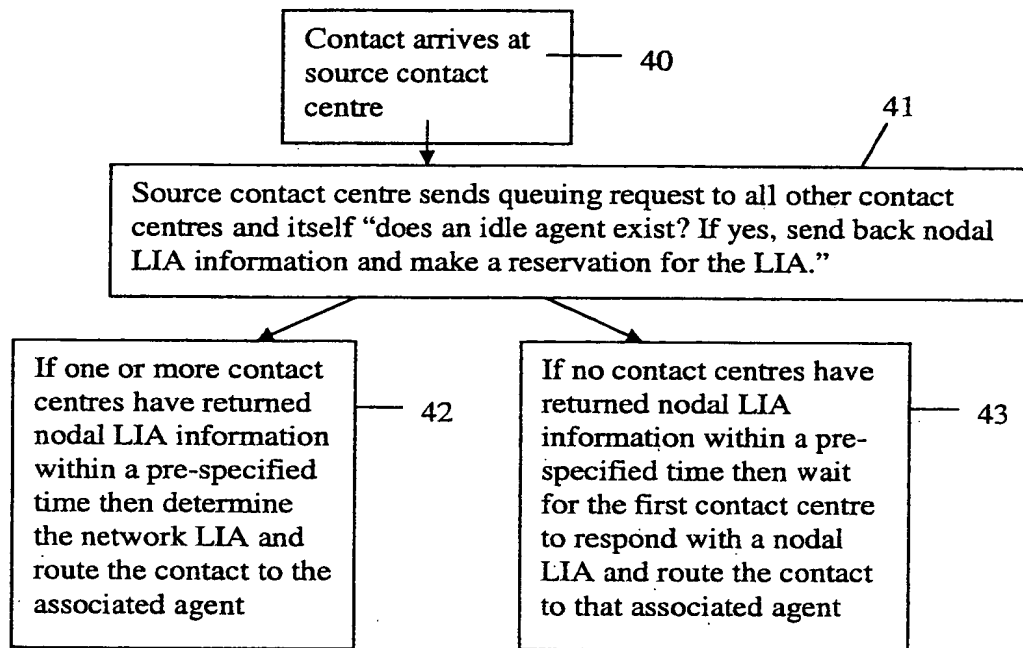 Contact arrives at
source contact
centre
40
41
Source contact centre sends queuing request to all other contact
centres and itself “does an idle agent exist? If yes, send back nodal
LIA information and make a reservation for the LIA.”
If one or more contact
centres have returned
nodal LIA information
within a pre-specified
time then determine
the network LIA and
route the contact to the
associated agent
42
If no contact centres have
returned nodal LIA
information within a pre-
specified time then wait
for the first contact centre
to respond with a nodal
LIA and route the contact
to that associated agent
43